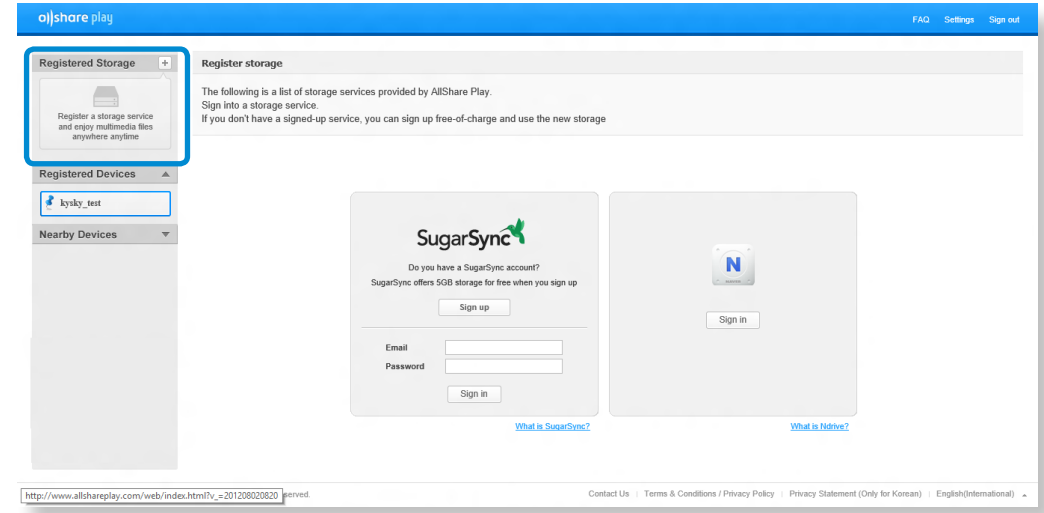 allshare play
FAQ Settings Sign out
Registered Storage +
Register a storage service
and enjoy multimedia files
anywhere anytime
Registered Devices
kysky_test
Nearby Devices
Register storage
The following is a list of storage services provided by AllShare Play.
Sign into a storage service.
If you don't have a signed-up service, you can sign up free-of-charge and use the new storage
SugarSync
Do you have a SugarSync account?
SugarSync offers 5GB storage for free when you sign up
Sign up
Email
Password
Sign in
What is SugarSync?
N
Sign in
What is Ndrive?
http://www.allshareplay.com/web/index.html?v_=201208020820
Contact Us | Terms & Conditions / Privacy Policy | Privacy Statement (Only for Korean) | English(International)